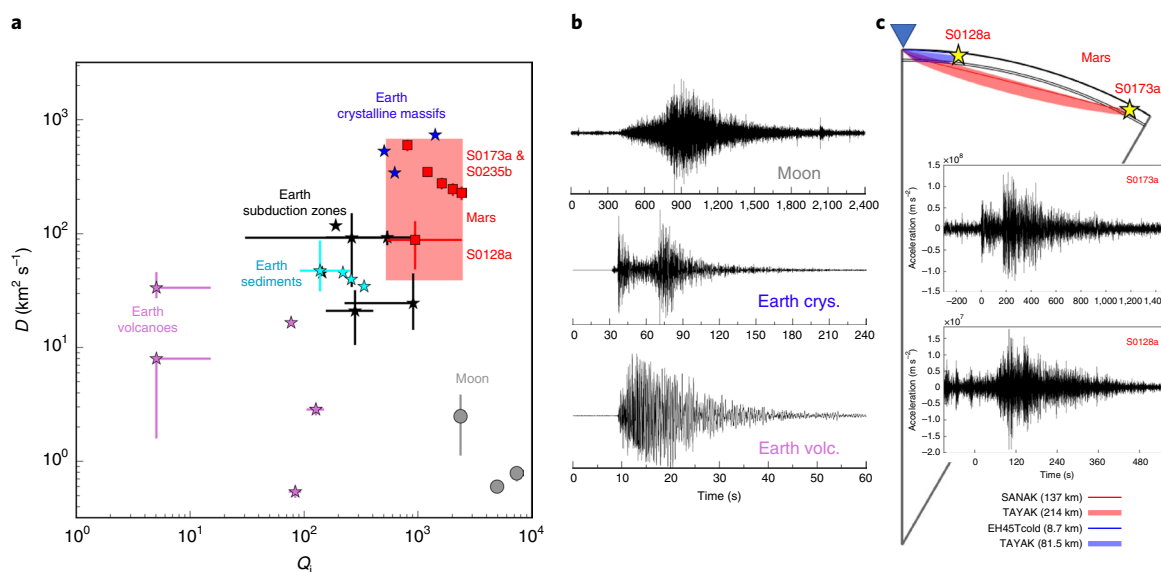 a
D (km² s⁻¹)
10³
10²
10¹
10⁰
Earth
crystalline massifs
S0173a &
S0235b
Earth
subduction zones
Mars
S0128a
Earth
sediments
Earth
volcanoes
Moon
10⁰ 10¹ 10² 10³ 10⁴
Qᵢ
b
Moon
0 300 600 900 1,200 1,500 1,800 2,100 2,400
Earth crys.
0 30 60 90 120 150 180 210 240
Earth volc.
0 10 20 30 40 50 60
Time (s)
c
S0128a
Mars
S0173a
×10⁸
S0173a
Acceleration (m s⁻²)
1.5
1.0
0.5
0
-0.5
-1.0
-1.5
-300 0 200 400 600 800 1,000 1,200 1,400
×10⁷
S0128a
Acceleration (m s⁻²)
2.0
1.5
1.0
0.5
0
-0.5
-1.0
-1.5
-2.0
0 120 240 360 480
Time (s)
SANAK (137 km)
TAYAK (214 km)
EH45Tcold (8.7 km)
TAYAK (81.5 km)